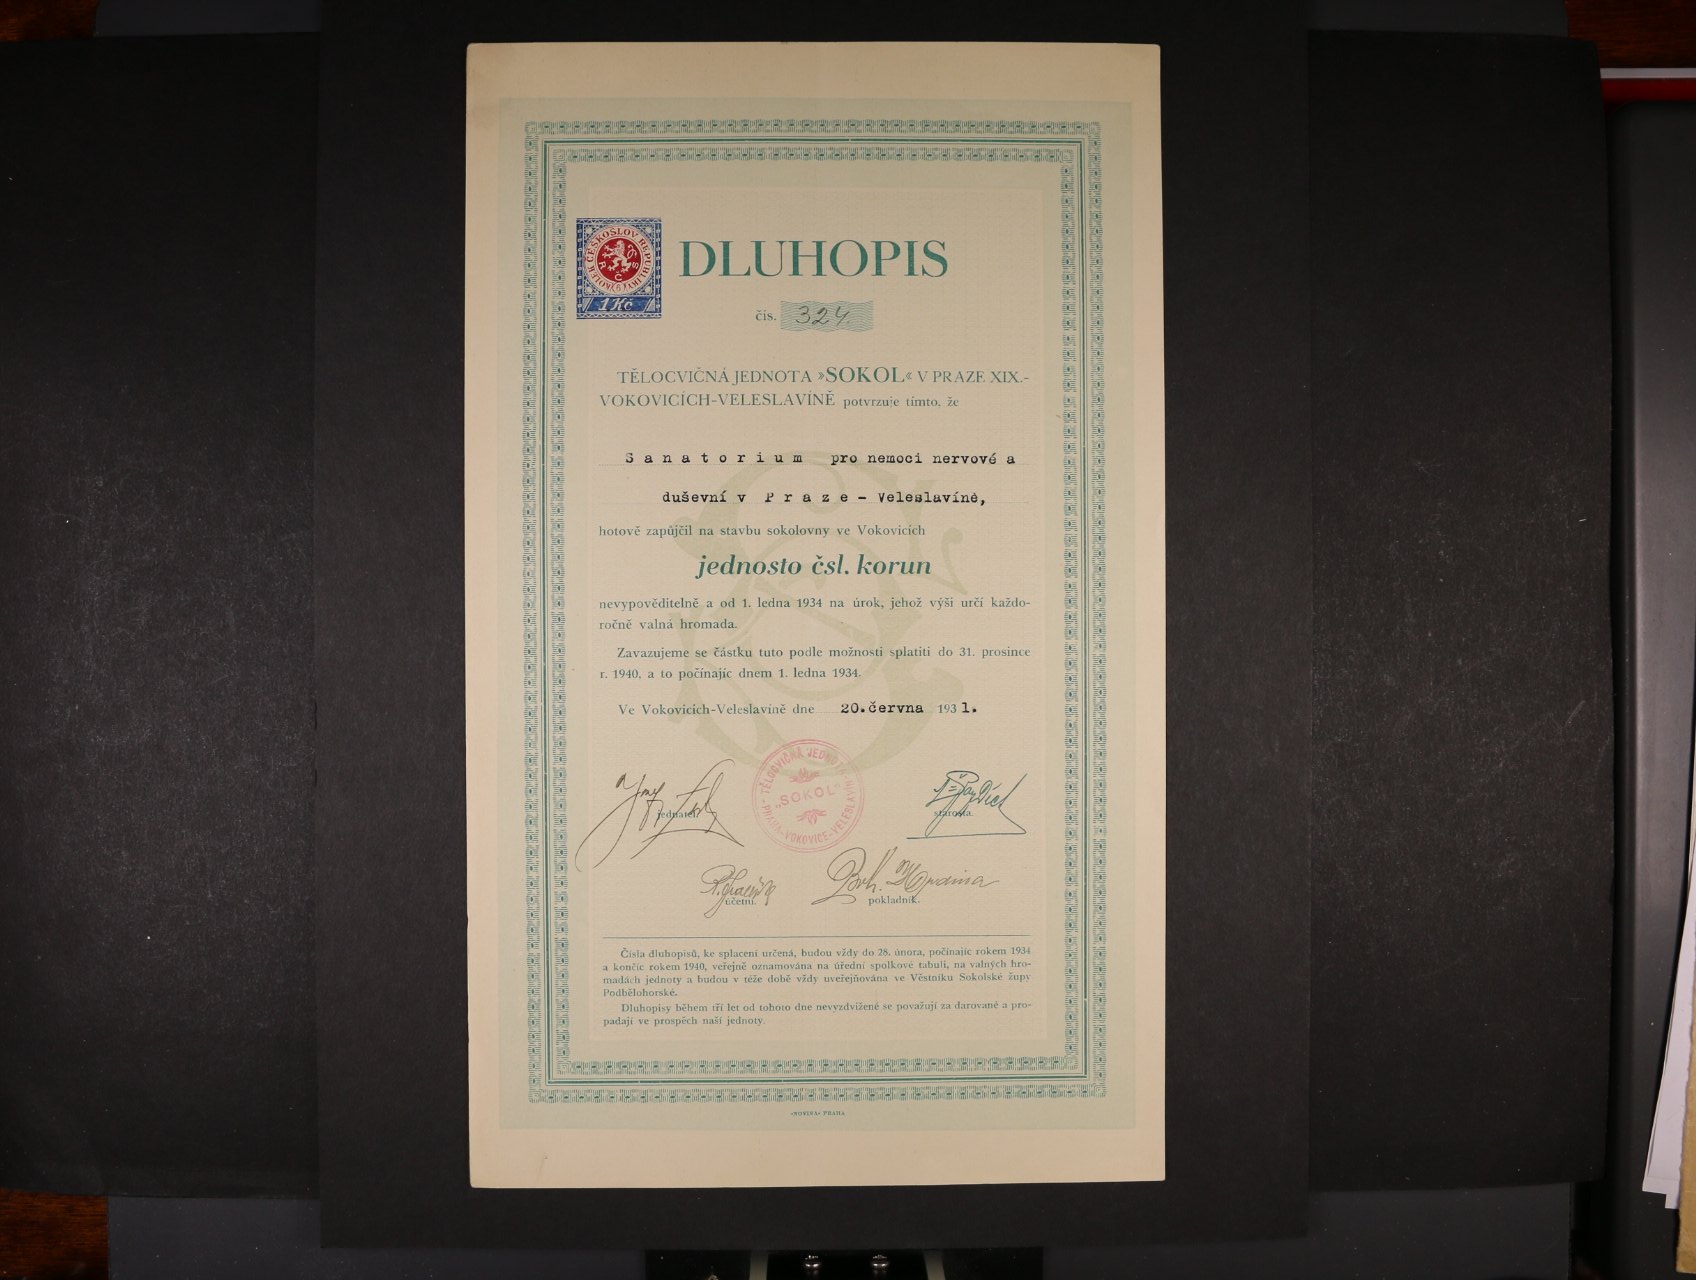 KOLEK ČESKOSLOV. REPUBLIKY
R Č S
1 Kč
DLUHOPIS
čís. 324.
TĚLOCVIČNÁ JEDNOTA »SOKOL« V PRAZE XIX.-
VOKOVICÍCH-VELESLAVÍNĚ potvrzuje tímto, že
Sanatorium pro nemoci nervové a
duševní v Praze - Veleslavíně,
hotově zapůjčil na stavbu sokolovny ve Vokovicích
jednosto čsl. korun
nevypověditelně a od 1. ledna 1934 na úrok, jehož výši určí každo-
ročně valná hromada.
Zavazujeme se částku tuto podle možnosti splatiti do 31. prosince
r. 1940, a to počínajíc dnem 1. ledna 1934.
Ve Vokovicích-Veleslavíně dne 20.června 1931.
TĚLOCVIČNÁ JEDNOTA
„SOKOL“
PRAHA-VOKOVICE-VELESLAVÍN
jednatel.
starosta.
účetní.
Boh.
pokladník.
Čísla dluhopisů, ke splacení určená, budou vždy do 28. února, počínajíc rokem 1934
a končíc rokem 1940, veřejně oznamována na úřední spolkové tabuli, na valných hro-
madách jednoty a budou v téže době vždy uveřejňována ve Věstníku Sokolské župy
Podbělohorské.
Dluhopisy během tří let od tohoto dne nevyzdvižené se považují za darované a pro-
padají ve prospěch naší jednoty.
«NOVINA» PRAHA